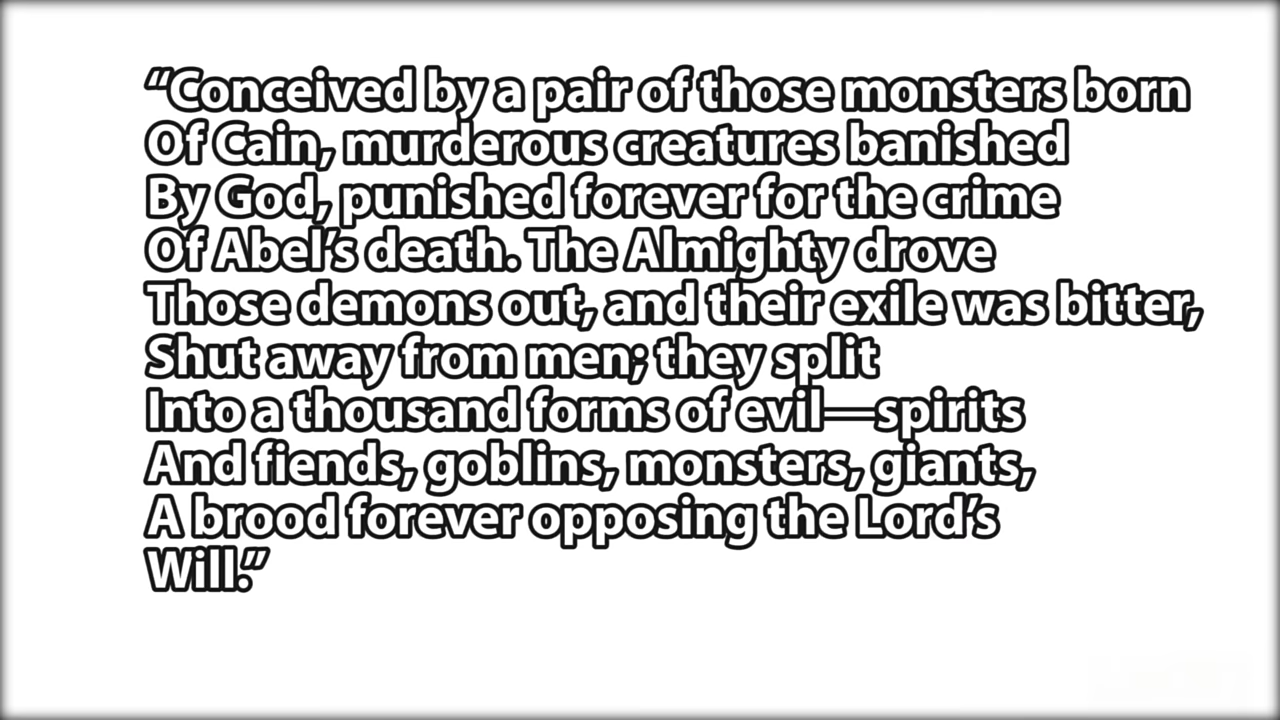 “Conceived by a pair of those monsters born
Of Cain, murderous creatures banished
By God, punished forever for the crime
Of Abel’s death. The Almighty drove
Those demons out, and their exile was bitter,
Shut away from men; they split
Into a thousand forms of evil—spirits
And fiends, goblins, monsters, giants,
A brood forever opposing the Lord’s
Will.”